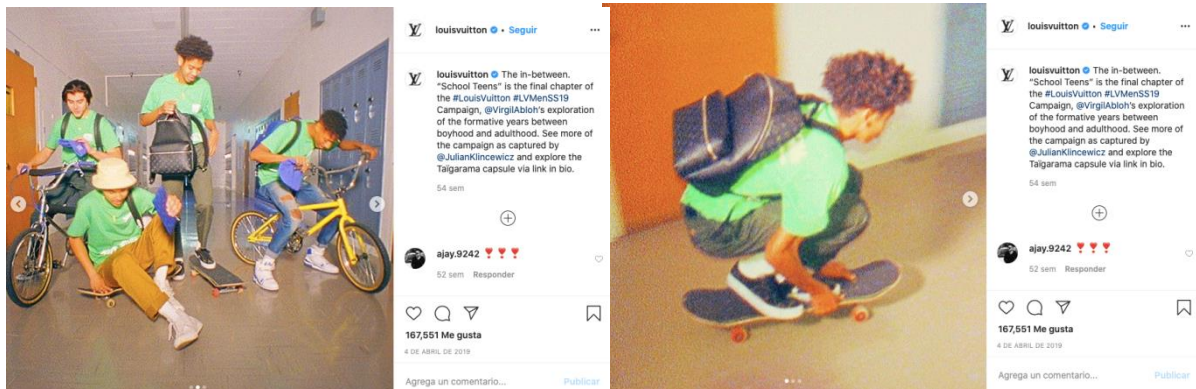 louisvuitton • Seguir
louisvuitton The in-between.
“School Teens” is the final chapter of
the #LouisVuitton #LVMenSS19
Campaign, @VirgilAbloh's exploration
of the formative years between
boyhood and adulthood. See more of
the campaign as captured by
@JulianKlincewicz and explore the
Taïgarama capsule via link in bio.
54 sem
ajay.9242
52 sem Responder
167,551 Me gusta
4 DE ABRIL DE 2019
Agrega un comentario... Publicar
louisvuitton • Seguir
louisvuitton The in-between.
“School Teens” is the final chapter of
the #LouisVuitton #LVMenSS19
Campaign, @VirgilAbloh's exploration
of the formative years between
boyhood and adulthood. See more of
the campaign as captured by
@JulianKlincewicz and explore the
Taïgarama capsule via link in bio.
54 sem
ajay.9242
52 sem Responder
167,551 Me gusta
4 DE ABRIL DE 2019
Agrega un comentario... Publicar